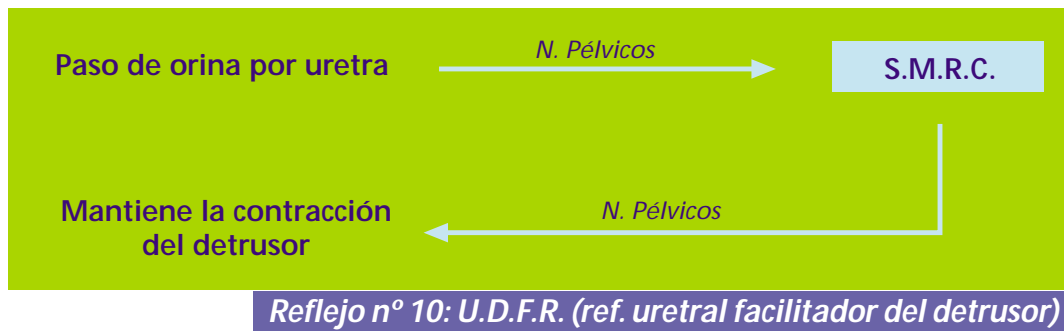 N. Pélvicos
Paso de orina por uretra
S.M.R.C.
Mantiene la contracción
del detrusor
N. Pélvicos
Reflejo nº 10: U.D.F.R. (ref. uretral facilitador del detrusor)